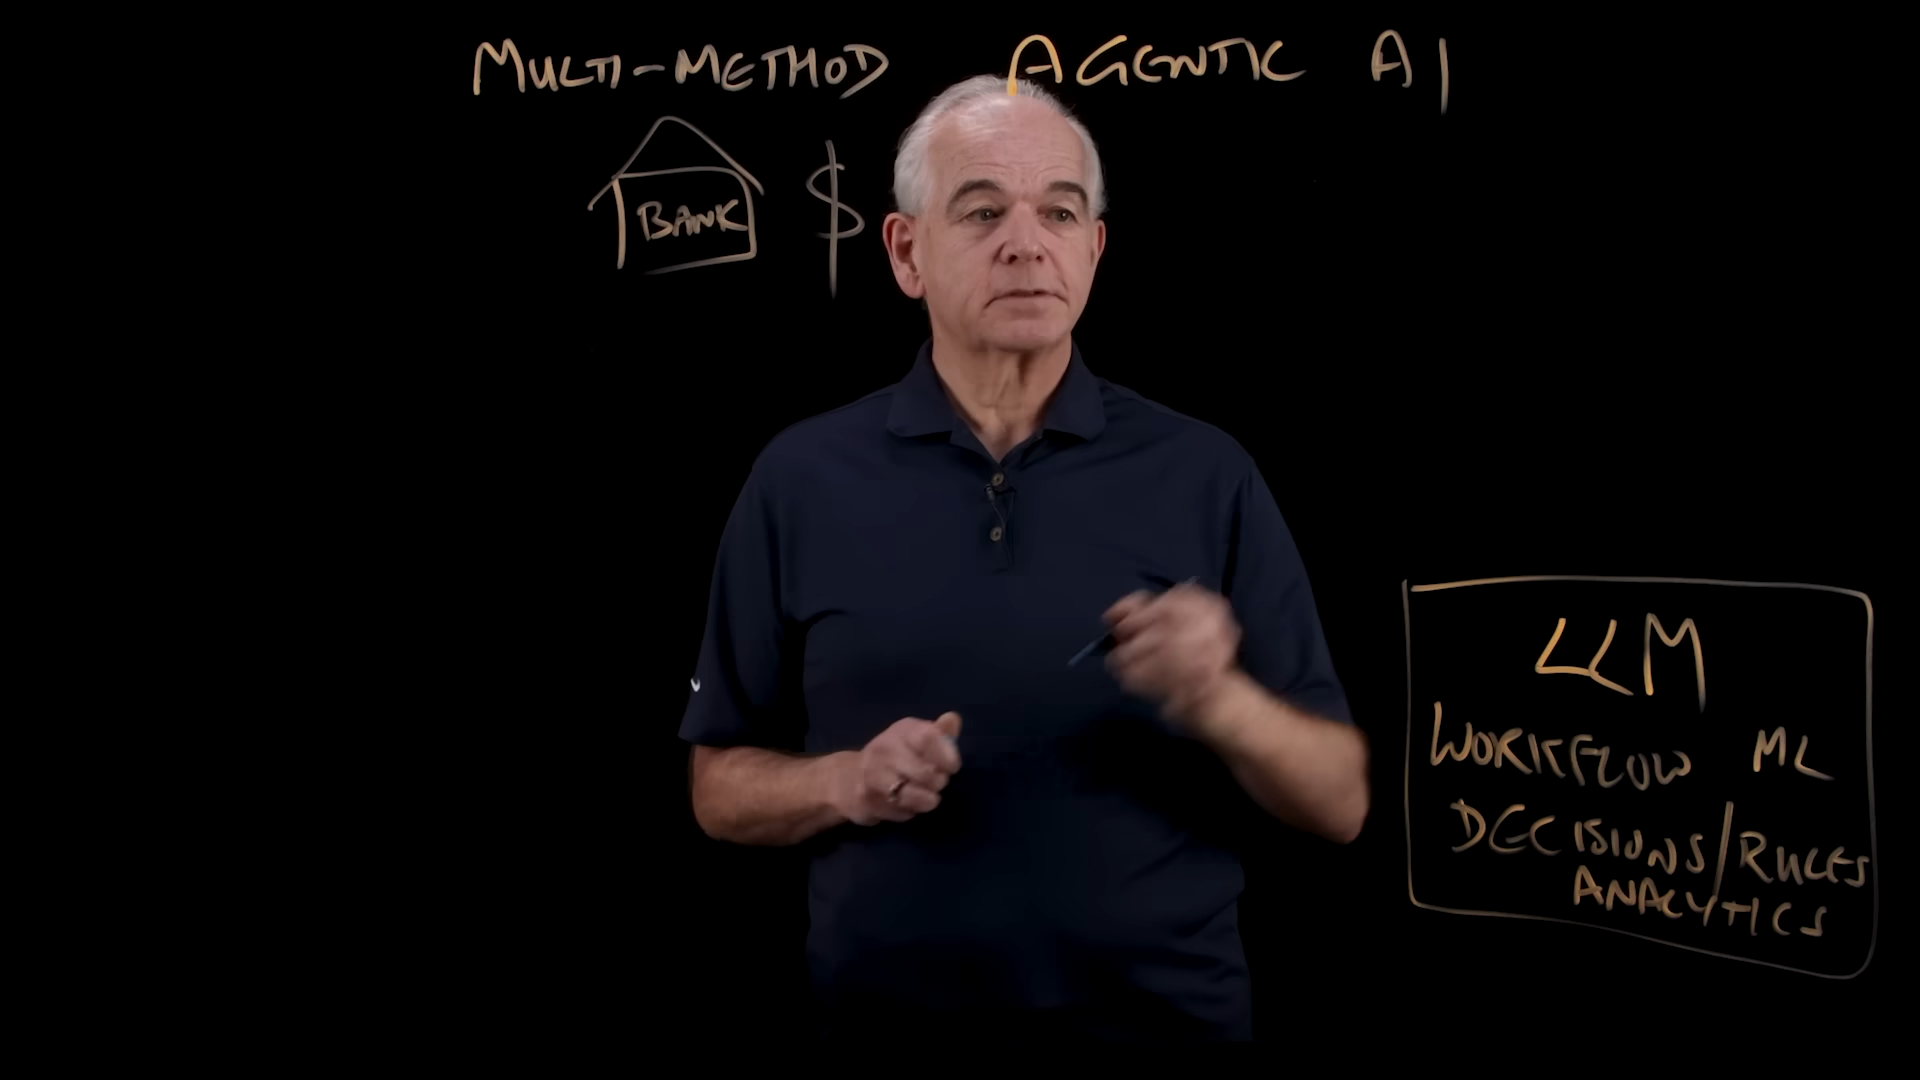 MULTI-METHOD AGENTIC AI
BANK $
LLM
WORKFLOW ML
DECISIONS/RULES
ANALYTICS